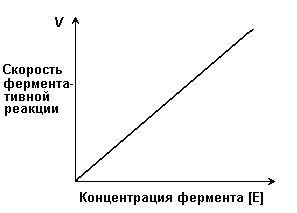 V
Скорость
фермента-
тивной
реакции
Концентрация фермента [E]